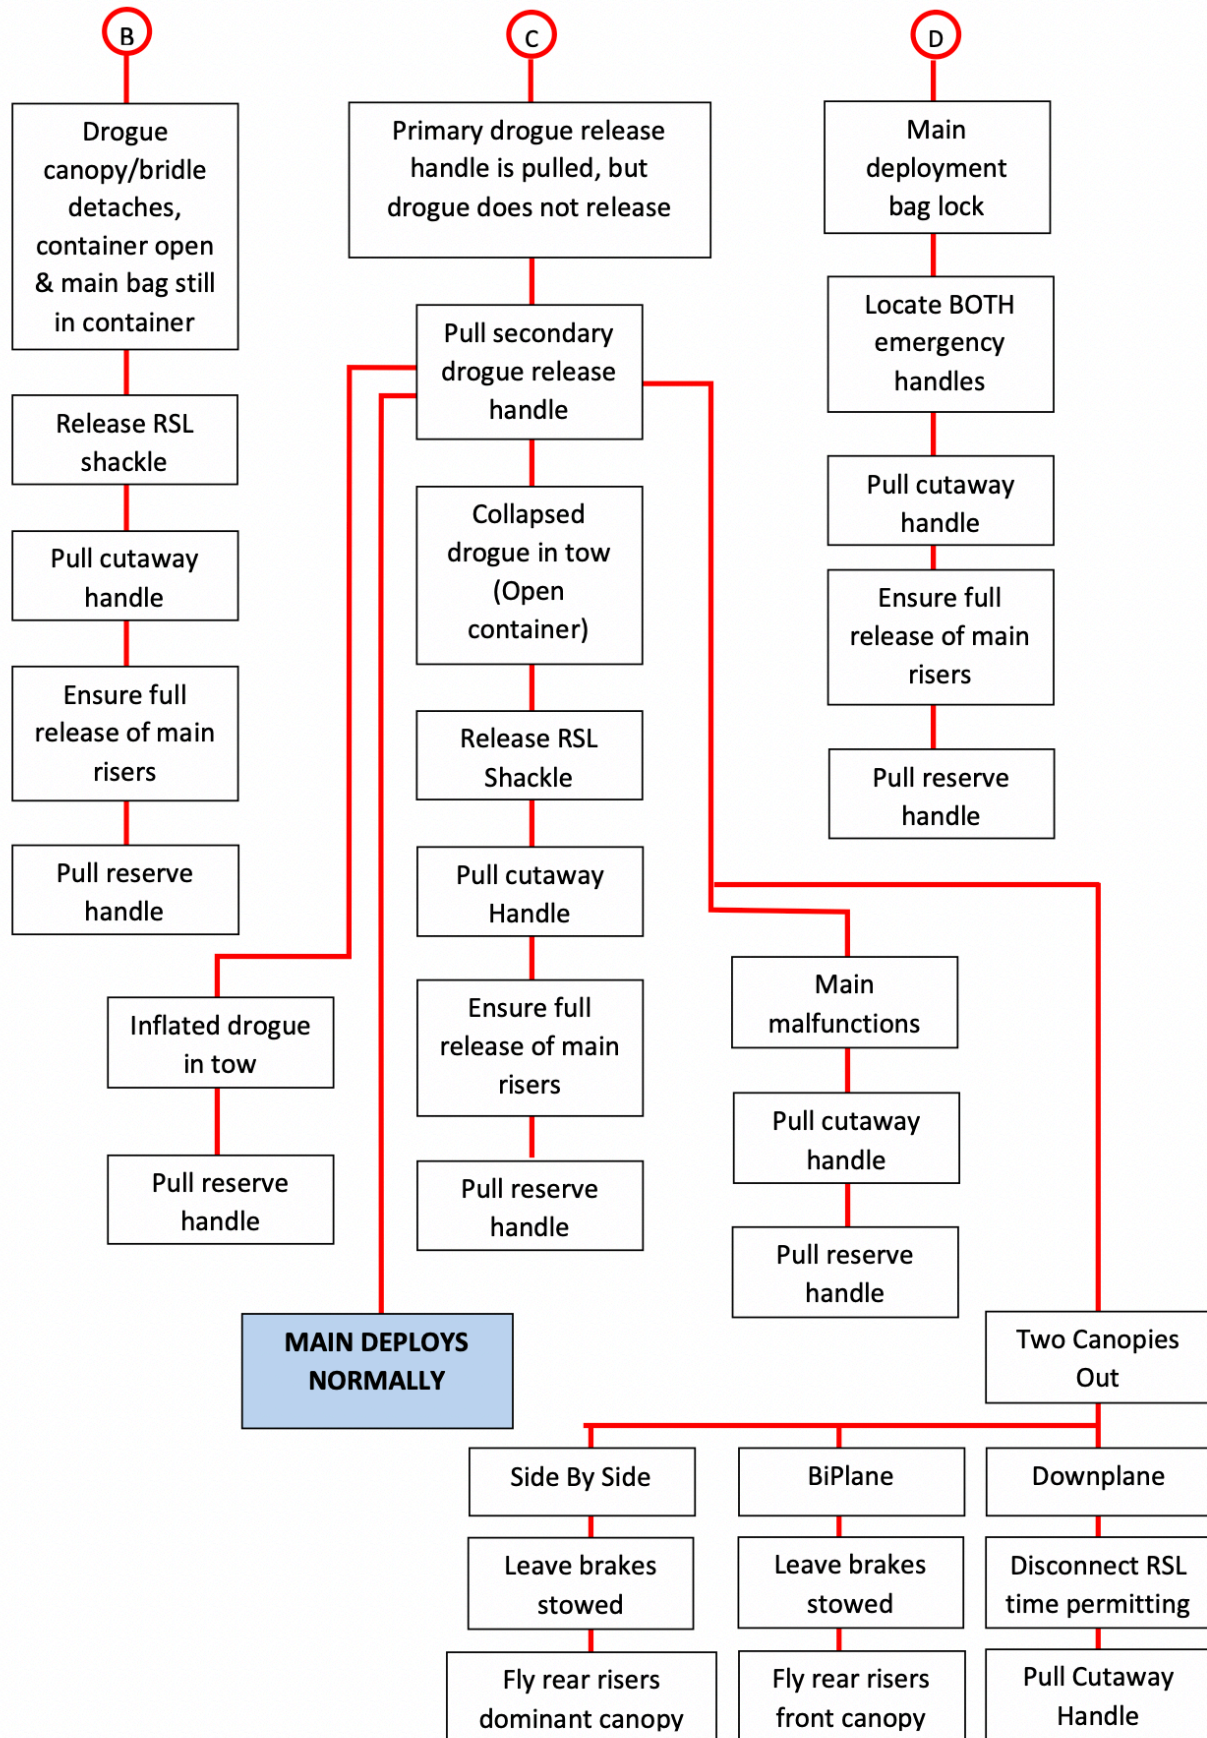 B
Drogue
canopy/bridle
detaches,
container open
& main bag still
in container
Release RSL
shackle
Pull cutaway
handle
Ensure full
release of main
risers
Pull reserve
handle
C
Primary drogue release
handle is pulled, but
drogue does not release
Pull secondary
drogue release
handle
Inflated drogue
in tow
Pull reserve
handle
MAIN DEPLOYS
NORMALLY
Collapsed
drogue in tow
(Open
container)
Release RSL
Shackle
Pull cutaway
Handle
Ensure full
release of main
risers
Pull reserve
handle
Main
malfunctions
Pull cutaway
handle
Pull reserve
handle
Two Canopies
Out
Side By Side
Leave brakes
stowed
Fly rear risers
dominant canopy
BiPlane
Leave brakes
stowed
Fly rear risers
front canopy
Downplane
Disconnect RSL
time permitting
Pull Cutaway
Handle
D
Main
deployment
bag lock
Locate BOTH
emergency
handles
Pull cutaway
handle
Ensure full
release of main
risers
Pull reserve
handle